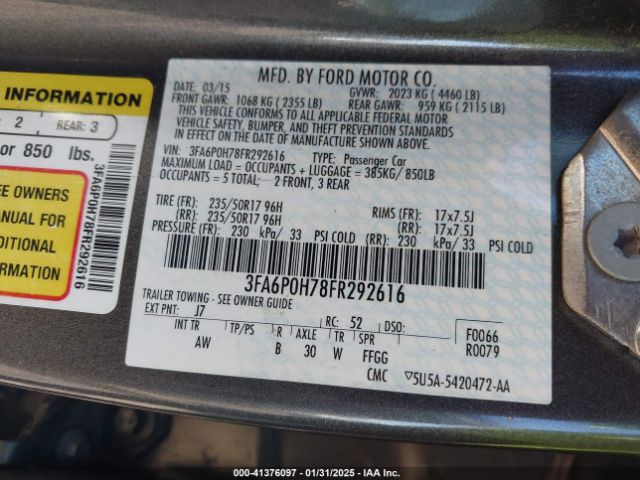 INFORMATION
2 REAR: 3
or 850 lbs.
EE OWNERS
ANUAL FOR
DDITIONAL
ORMATION
3FA6P0H78FR292616
MFD. BY FORD MOTOR CO.
DATE: 03/15 GVWR: 2023 KG ( 4460 LB)
FRONT GAWR: 1068 KG ( 2355 LB) REAR GAWR: 959 KG ( 2115 LB)
THIS VEHICLE CONFORMS TO ALL APPLICABLE FEDERAL MOTOR
VEHICLE SAFETY, BUMPER, AND THEFT PREVENTION STANDARDS
IN EFFECT ON THE DATE OF MANUFACTURE SHOWN ABOVE.
VIN: 3FA6P0H78FR292616 TYPE: Passenger Car
MAXIMUM LOAD = OCCUPANTS + LUGGAGE = 385KG/ 850LB
OCCUPANTS = 5 TOTAL; 2 FRONT, 3 REAR
TIRE (FR): 235/50R17 96H RIMS (FR): 17x7.5J
(RR): 235/50R17 96H (RR): 17x7.5J
PRESSURE (FR): 230 kPa/ 33 PSI COLD (RR): 230 kPa/ 33 PSI COLD
3FA6P0H78FR292616
TRAILER TOWING - SEE OWNER GUIDE
EXT PNT: J7 RC: 52 DSO: F0066
INT TR TP/PS R AXLE TR SPR R0079
AW B 30 W FFGG
CMC ▽5U5A-5420472-AA
000-41376097 - 01/31/2025 - IAA Inc.